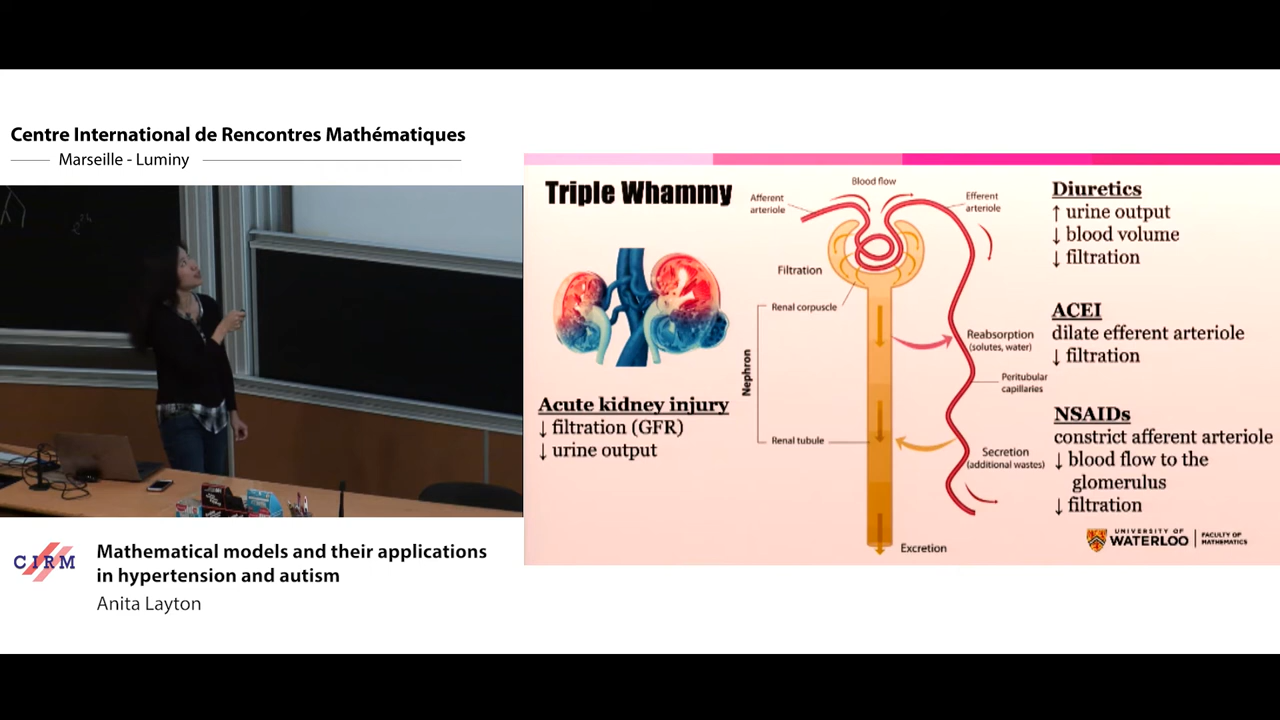 Centre International de Rencontres Mathématiques
Marseille - Luminy
Triple Whammy
Acute kidney injury
↓ filtration (GFR)
↓ urine output
Blood flow
Afferent
arteriole
Efferent
arteriole
Filtration
Renal corpuscle
Nephron
Reabsorption
(solutes, water)
Peritubular
capillaries
Renal tubule
Secretion
(additional wastes)
Excretion
Diuretics
↑ urine output
↓ blood volume
↓ filtration
ACEI
dilate efferent arteriole
↓ filtration
NSAIDs
constrict afferent arteriole
↓ blood flow to the
glomerulus
↓ filtration
UNIVERSITY OF
WATERLOO
FACULTY OF
MATHEMATICS
CIRM
Mathematical models and their applications
in hypertension and autism
Anita Layton